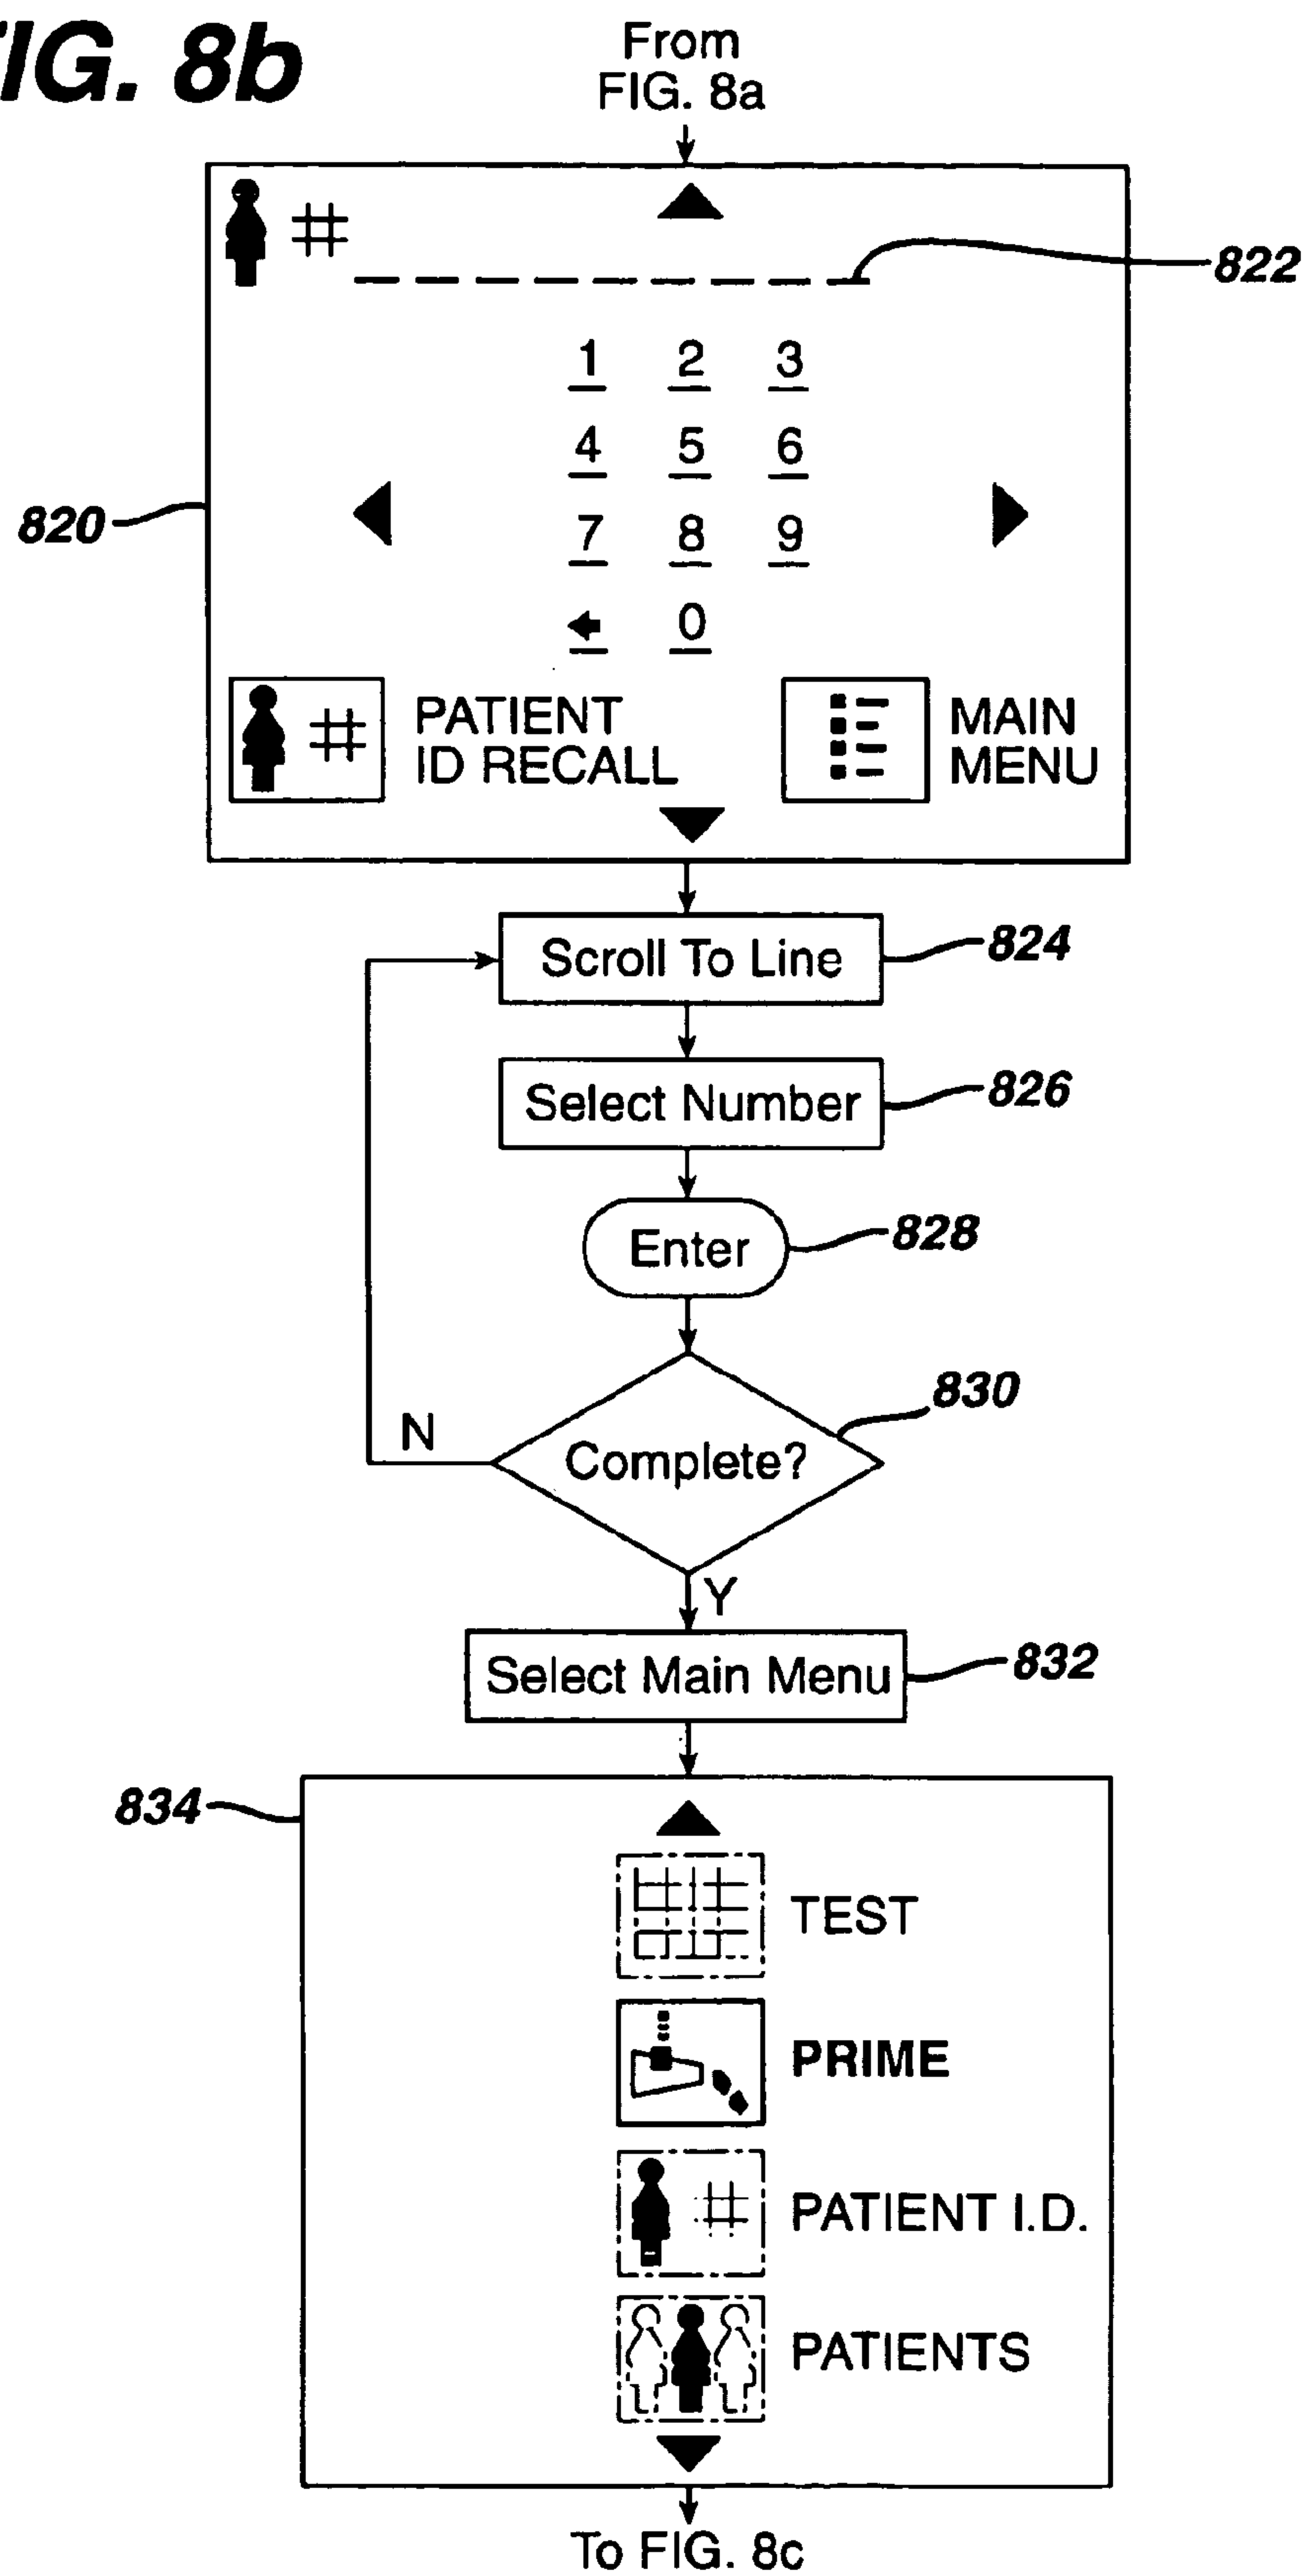 FIG. 8b
From
FIG. 8a
#
822
1 2 3
4 5 6
820
7 8 9
0
# PATIENT
ID RECALL
MAIN
MENU
Scroll To Line
824
Select Number
826
Enter
828
830
Complete?
N
Y
Select Main Menu
832
834
TEST
PRIME
# PATIENT I.D.
PATIENTS
To FIG. 8c